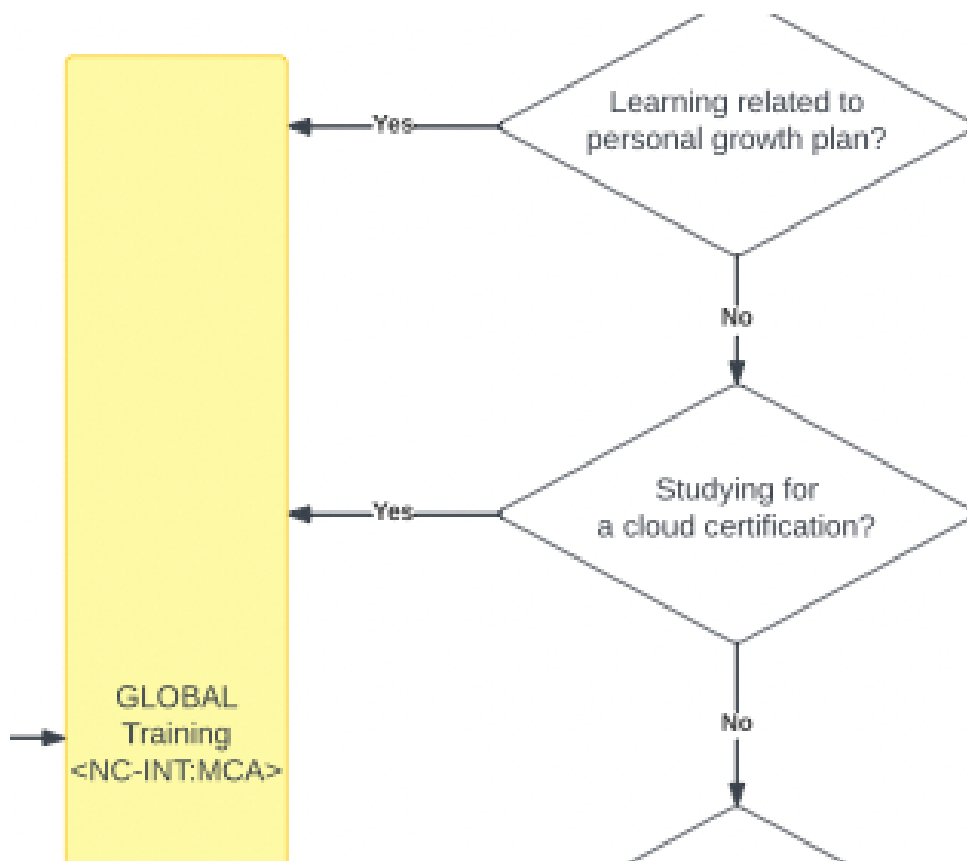 Learning related to
personal growth plan?
Yes
No
Studying for
a cloud certification?
Yes
No
GLOBAL
Training
<NC-INT:MCA>